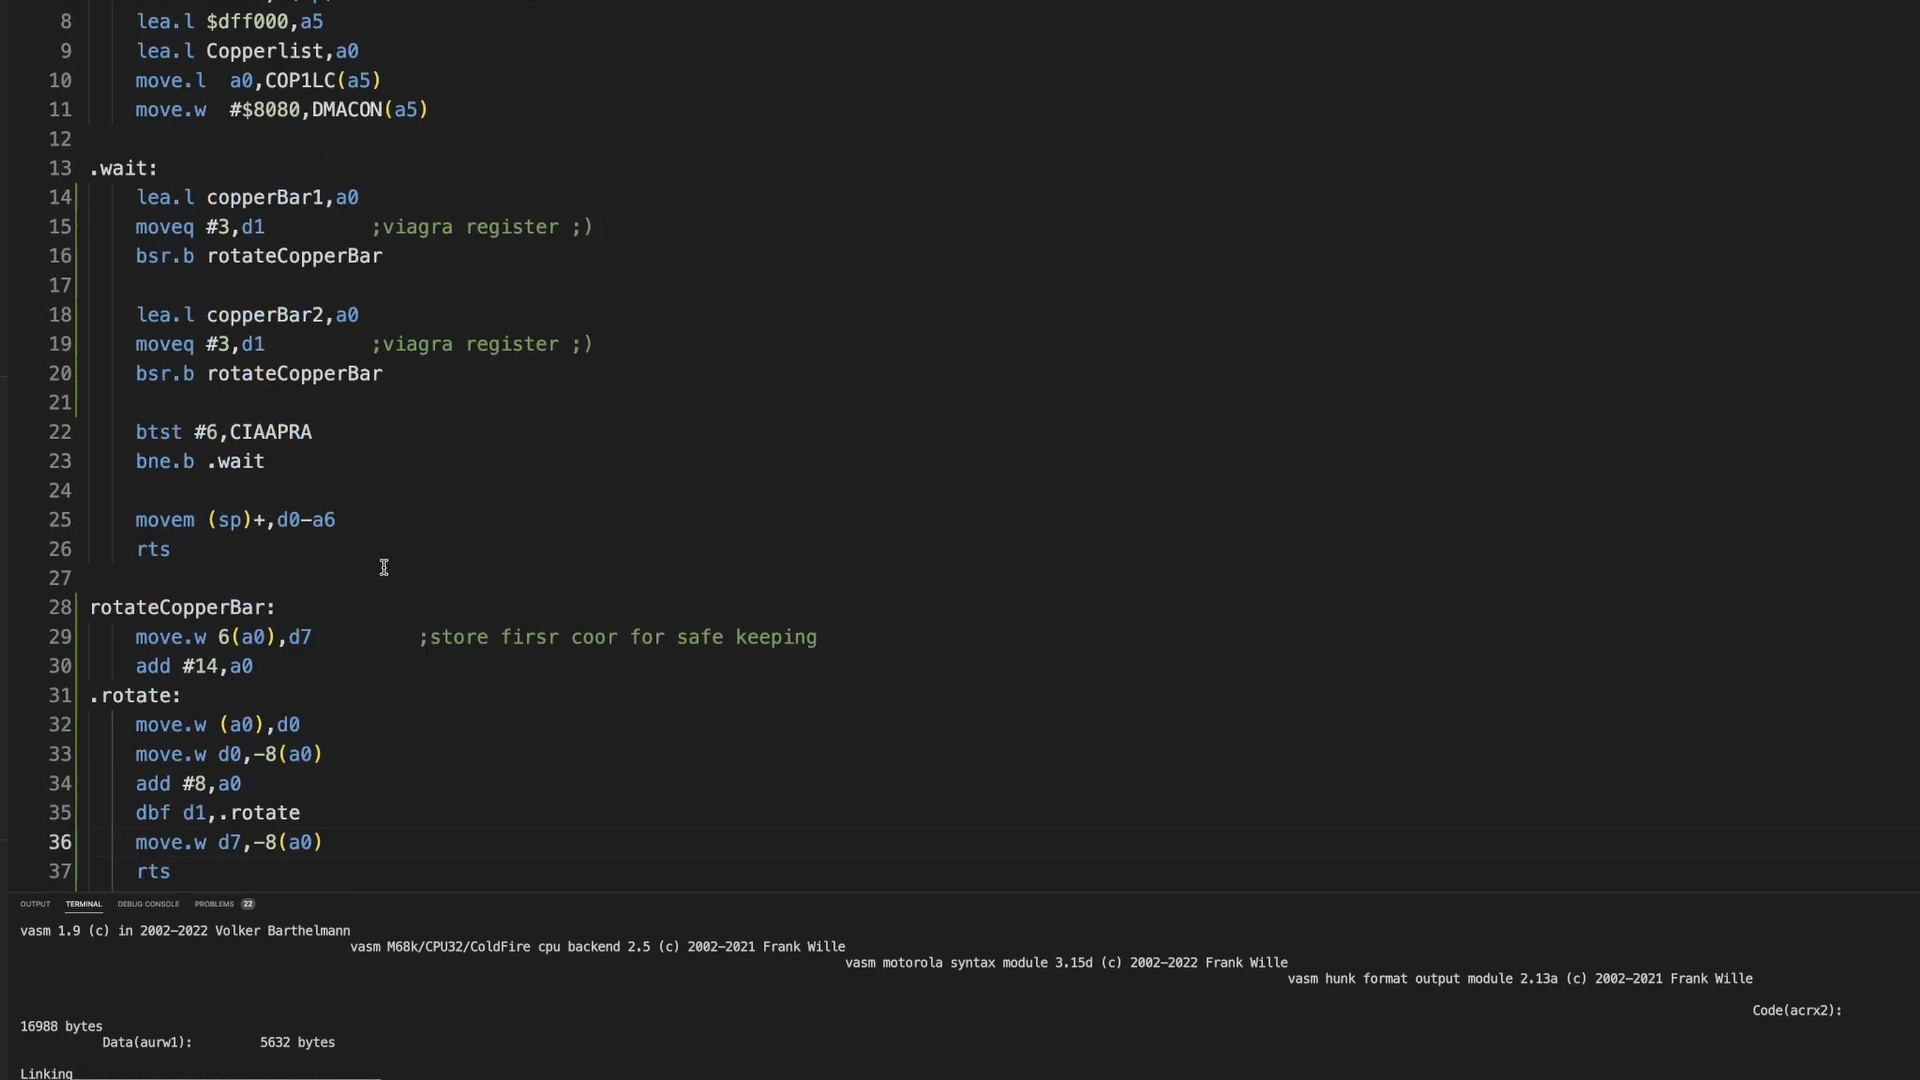 8 lea.l $dff000,a5
9 lea.l Copperlist,a0
10 move.l a0,COP1LC(a5)
11 move.w #$8080,DMACON(a5)
12
13 .wait:
14 lea.l copperBar1,a0
15 moveq #3,d1 ;viagra register ;)
16 bsr.b rotateCopperBar
17
18 lea.l copperBar2,a0
19 moveq #3,d1 ;viagra register ;)
20 bsr.b rotateCopperBar
21
22 btst #6,CIAAPRA
23 bne.b .wait
24
25 movem (sp)+,d0-a6
26 rts
27
28 rotateCopperBar:
29 move.w 6(a0),d7 ;store firsr coor for safe keeping
30 add #14,a0
31 .rotate:
32 move.w (a0),d0
33 move.w d0,-8(a0)
34 add #8,a0
35 dbf d1,.rotate
36 move.w d7,-8(a0)
37 rts
OUTPUT TERMINAL DEBUG CONSOLE PROBLEMS 22
vasm 1.9 (c) in 2002-2022 Volker Barthelmann
vasm M68k/CPU32/ColdFire cpu backend 2.5 (c) 2002-2021 Frank Wille
vasm motorola syntax module 3.15d (c) 2002-2022 Frank Wille
vasm hunk format output module 2.13a (c) 2002-2021 Frank Wille
Code(acrx2):
16988 bytes
Data(aurw1): 5632 bytes
Linking